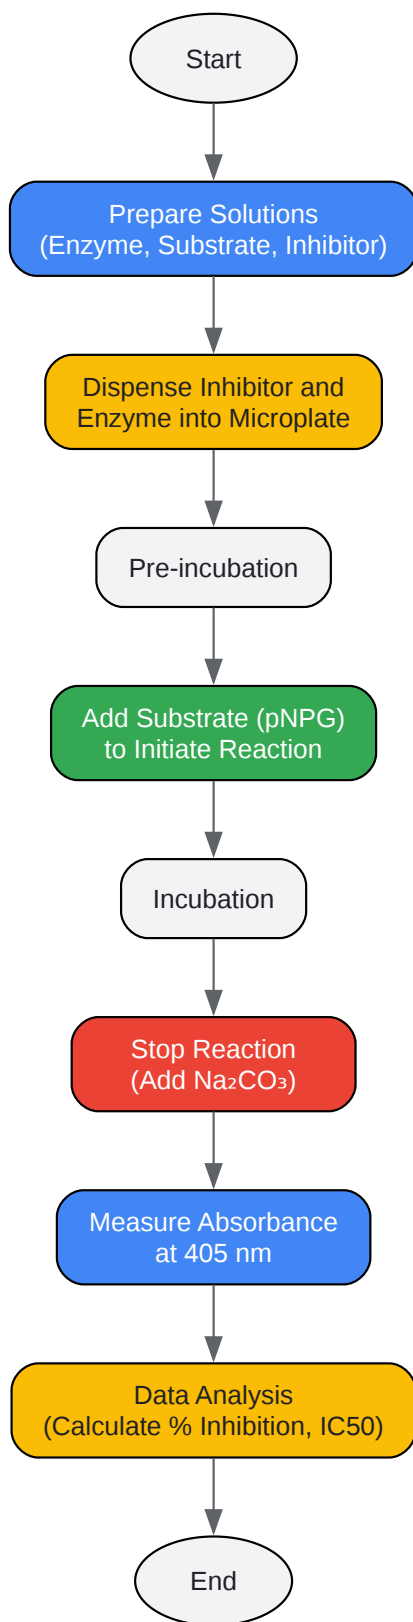 Start
Prepare Solutions
(Enzyme, Substrate, Inhibitor)
Dispense Inhibitor and
Enzyme into Microplate
Pre-incubation
Add Substrate (pNPG)
to Initiate Reaction
Incubation
Stop Reaction
(Add Na₂CO₃)
Measure Absorbance
at 405 nm
Data Analysis
(Calculate % Inhibition, IC50)
End